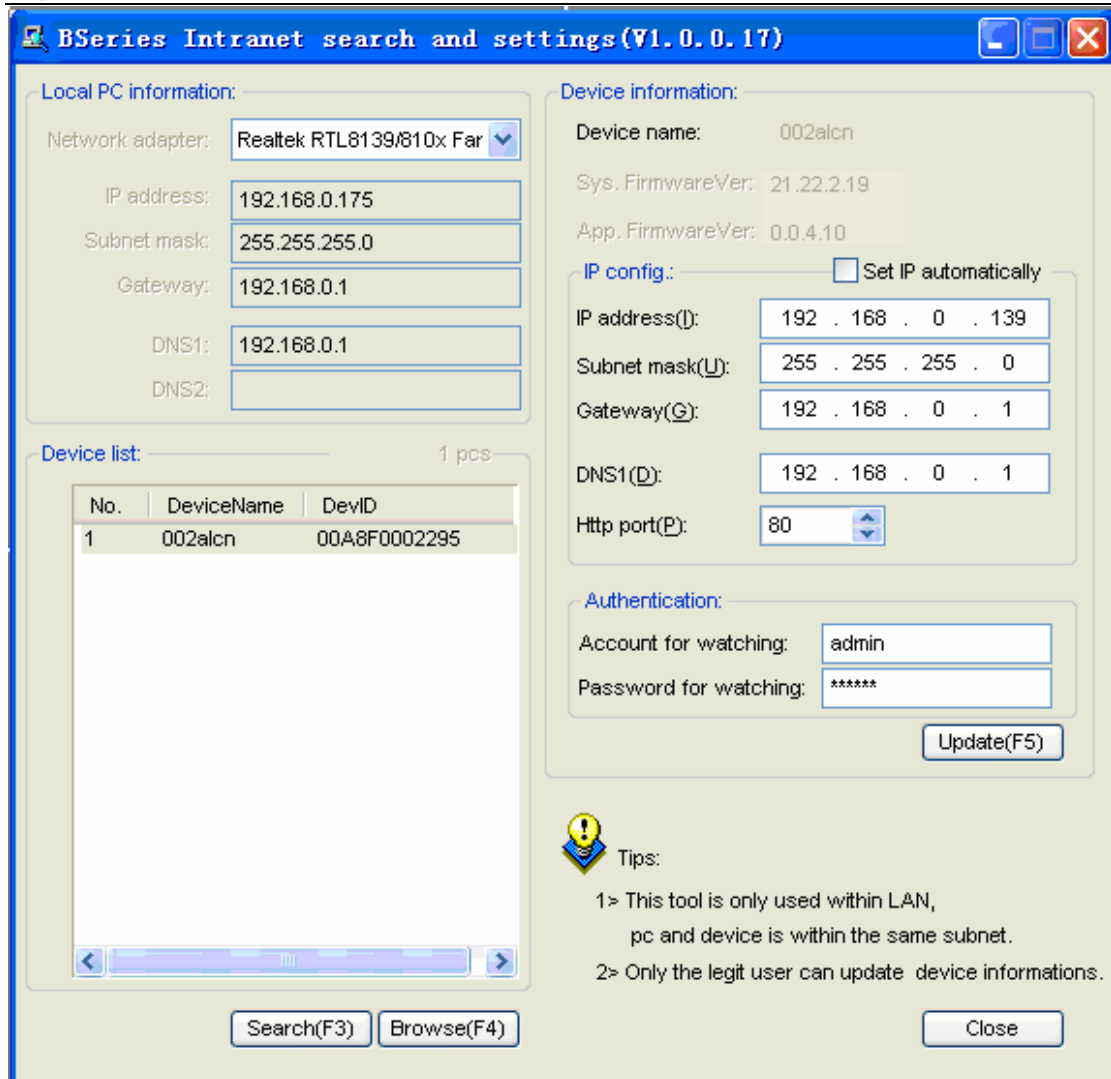 BSeries Intranet search and settings(V1.0.0.17)
Local PC information:
Network adapter: Realtek RTL8139/810x Far
IP address: 192.168.0.175
Subnet mask: 255.255.255.0
Gateway: 192.168.0.1
DNS1: 192.168.0.1
DNS2:
Device list: 1 pcs
No. DeviceName DevID
1 002alcn 00A8F0002295
Search(F3) Browse(F4)
Device information:
Device name: 002alcn
Sys. FirmwareVer: 21.22.2.19
App. FirmwareVer: 0.0.4.10
IP config.: Set IP automatically
IP address(I): 192 . 168 . 0 . 139
Subnet mask(U): 255 . 255 . 255 . 0
Gateway(G): 192 . 168 . 0 . 1
DNS1(D): 192 . 168 . 0 . 1
Http port(P): 80
Authentication:
Account for watching: admin
Password for watching: ******
Update(F5)
Tips:
1> This tool is only used within LAN,
pc and device is within the same subnet.
2> Only the legit user can update device informations.
Close